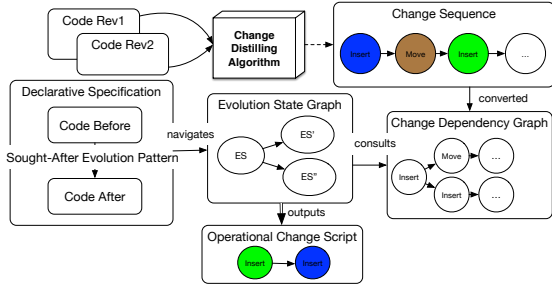 Code Rev1
Code Rev2
Change
Distilling
Algorithm
Change Sequence
Insert
Move
Insert
...
converted
Declarative Specification
Code Before
Sought-After Evolution Pattern
Code After
navigates
Evolution State Graph
ES
ES'
ES"
consults
Change Dependency Graph
Insert
Move
...
Insert
...
outputs
Operational Change Script
Insert
Insert